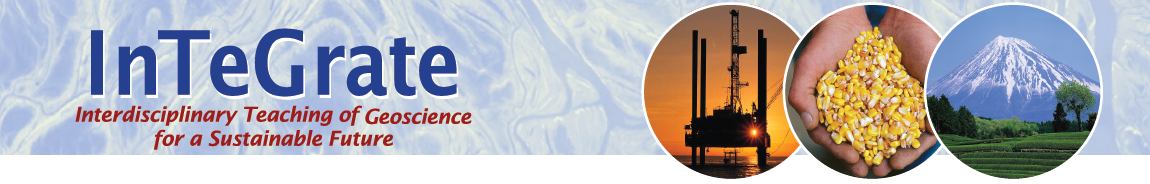 InTeGrate
Interdisciplinary Teaching of Geoscience
for a Sustainable Future